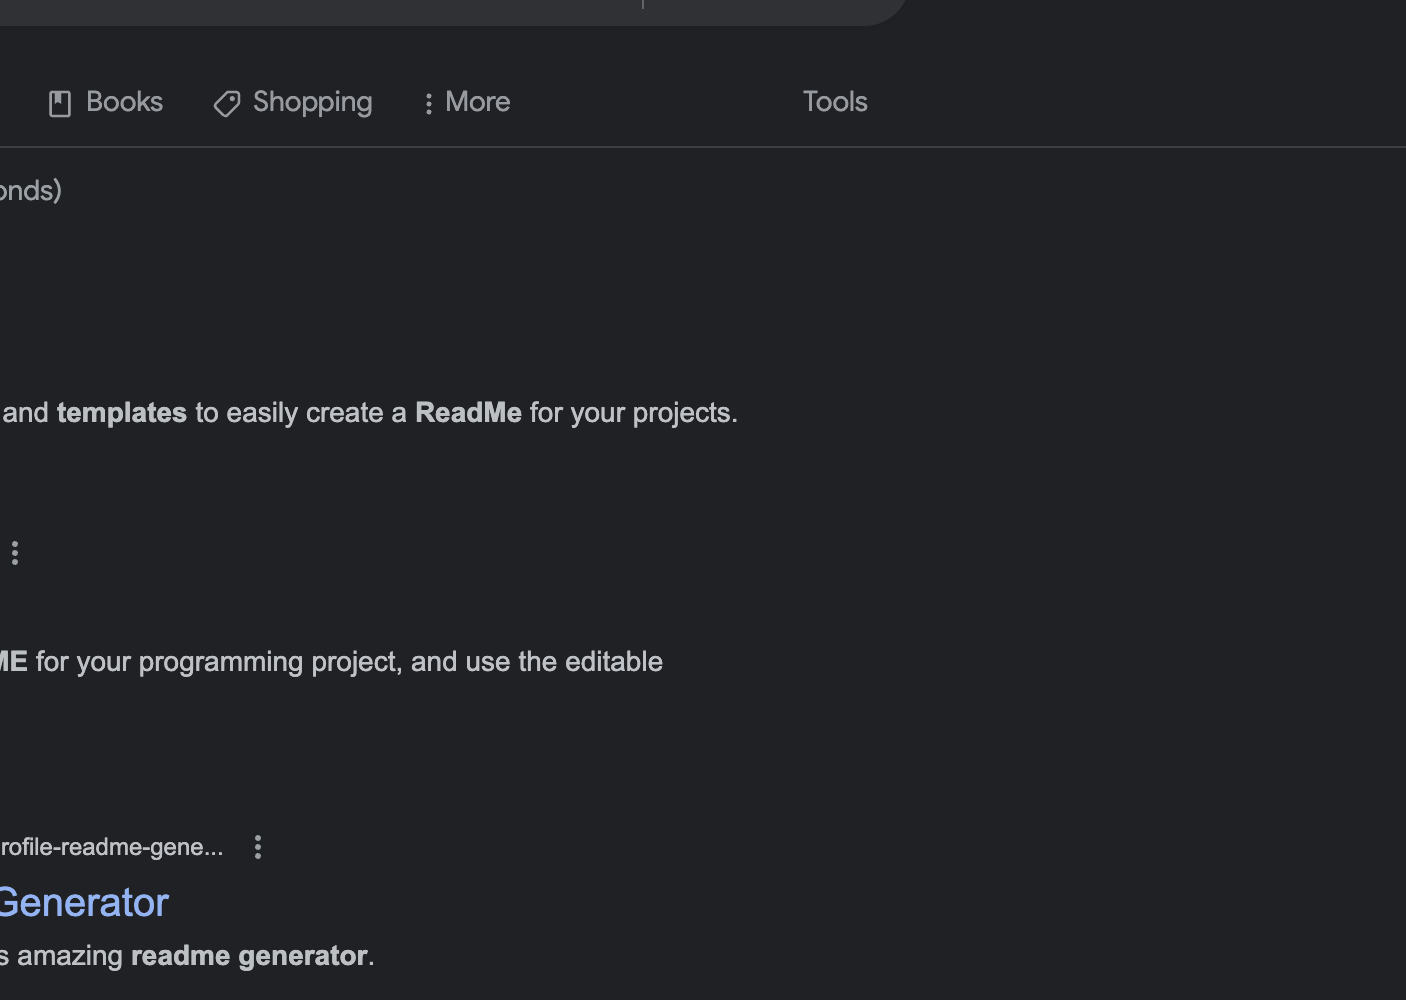 Books Shopping More Tools
onds)
and templates to easily create a ReadMe for your projects.
ME for your programming project, and use the editable
rofile-readme-gene...
Generator
s amazing readme generator.